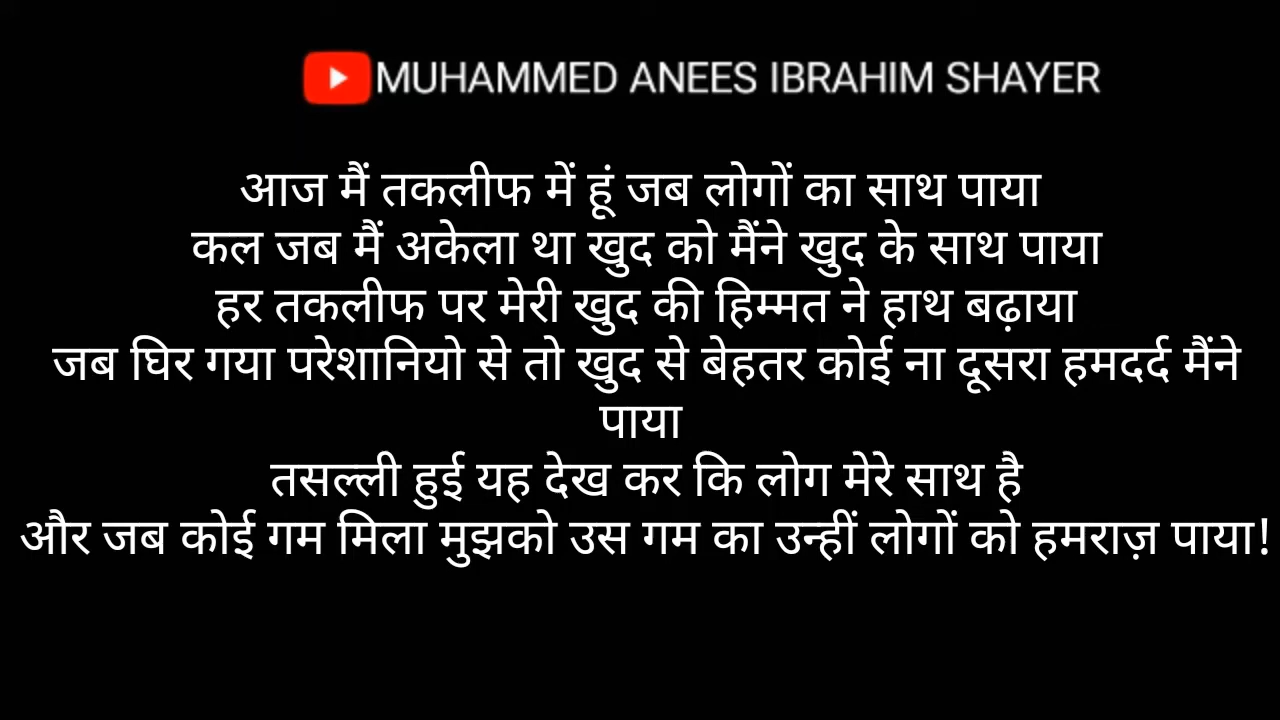 MUHAMMED ANEES IBRAHIM SHAYER
आज मैं तकलीफ में हूं जब लोगों का साथ पाया
कल जब मैं अकेला था खुद को मैंने खुद के साथ पाया
हर तकलीफ पर मेरी खुद की हिम्मत ने हाथ बढ़ाया
जब घिर गया परेशानियो से तो खुद से बेहतर कोई ना दूसरा हमदर्द मैंने
पाया
तसल्ली हुई यह देख कर कि लोग मेरे साथ है
और जब कोई गम मिला मुझको उस गम का उन्हीं लोगों को हमराज़ पाया!